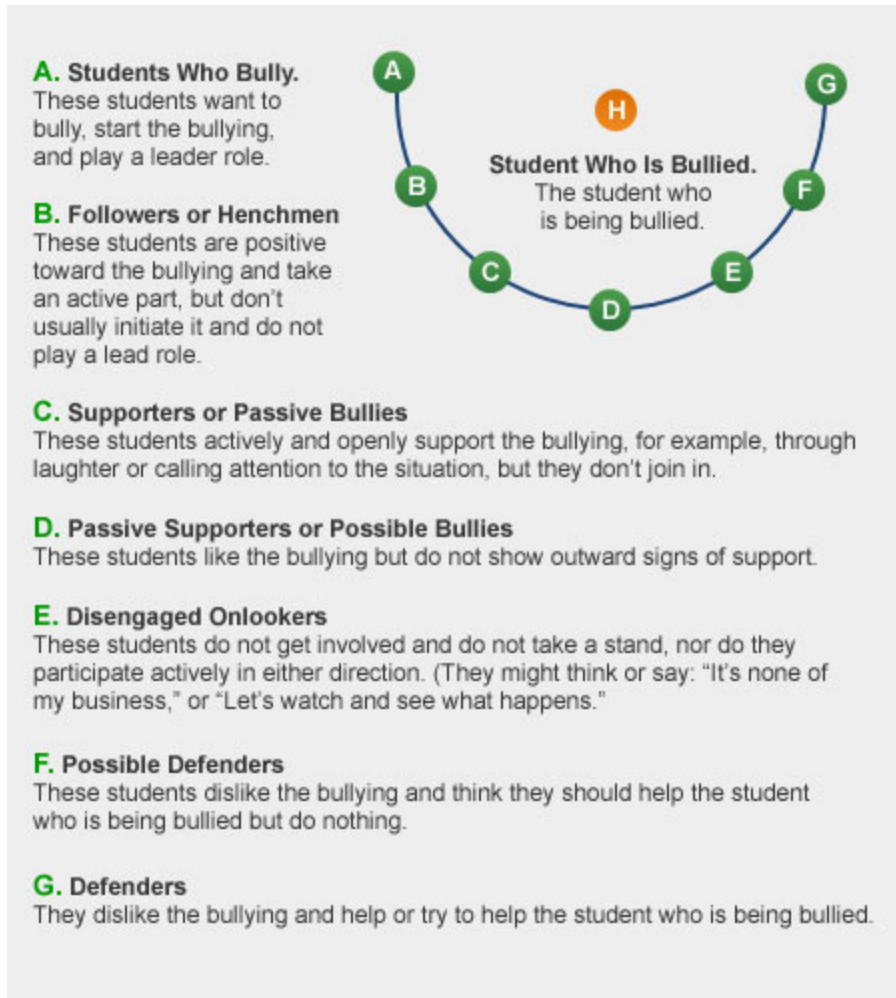 A. Students Who Bully.
These students want to
bully, start the bullying,
and play a leader role.
B. Followers or Henchmen
These students are positive
toward the bullying and take
an active part, but don't
usually initiate it and do not
play a lead role.
A
B
C
D
E
F
G
H
Student Who Is Bullied.
The student who
is being bullied.
C. Supporters or Passive Bullies
These students actively and openly support the bullying, for example, through
laughter or calling attention to the situation, but they don't join in.
D. Passive Supporters or Possible Bullies
These students like the bullying but do not show outward signs of support.
E. Disengaged Onlookers
These students do not get involved and do not take a stand, nor do they
participate actively in either direction. (They might think or say: “It's none of
my business,” or “Let's watch and see what happens.”
F. Possible Defenders
These students dislike the bullying and think they should help the student
who is being bullied but do nothing.
G. Defenders
They dislike the bullying and help or try to help the student who is being bullied.